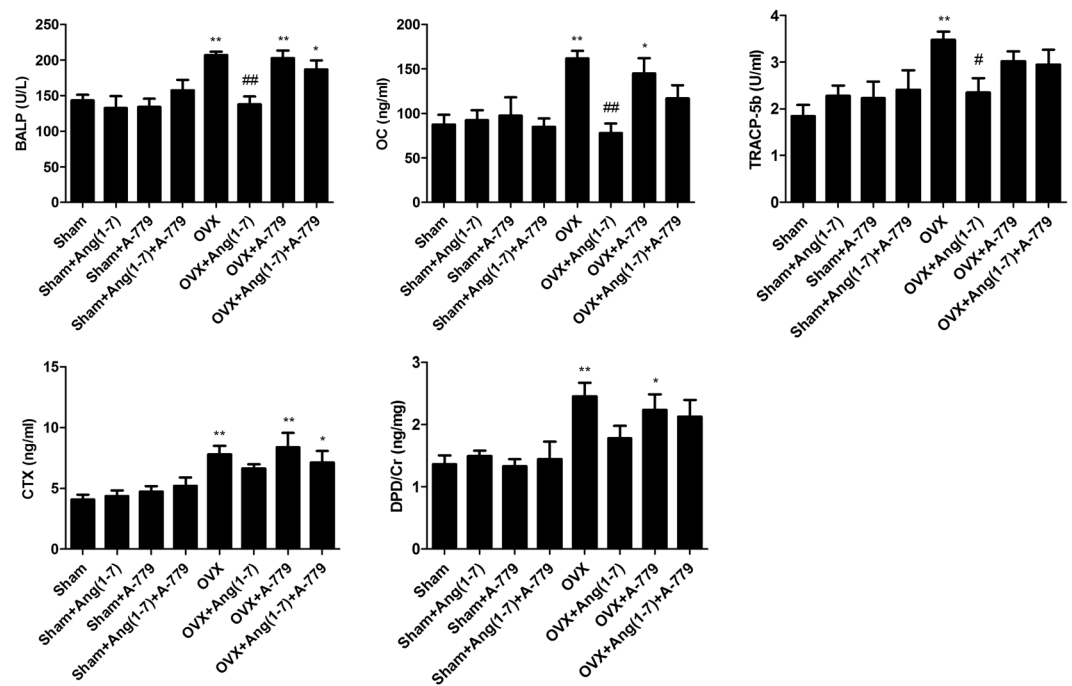 BALP (U/L)
250
200
150
100
50
0
**
##
**
*
Sham
Sham+Ang(1-7)
Sham+A-779
Sham+Ang(1-7)+A-779
OVX
OVX+Ang(1-7)
OVX+A-779
OVX+Ang(1-7)+A-779
OC (ng/ml)
200
150
100
50
0
**
##
*
Sham
Sham+Ang(1-7)
Sham+A-779
Sham+Ang(1-7)+A-779
OVX
OVX+Ang(1-7)
OVX+A-779
OVX+Ang(1-7)+A-779
TRACP-5b (U/ml)
4
3
2
1
0
**
#
Sham
Sham+Ang(1-7)
Sham+A-779
Sham+Ang(1-7)+A-779
OVX
OVX+Ang(1-7)
OVX+A-779
OVX+Ang(1-7)+A-779
CTX (ng/ml)
15
10
5
0
**
**
*
Sham
Sham+Ang(1-7)
Sham+A-779
Sham+Ang(1-7)+A-779
OVX
OVX+Ang(1-7)
OVX+A-779
OVX+Ang(1-7)+A-779
DPD/Cr (ng/mg)
3
2
1
0
**
*
Sham
Sham+Ang(1-7)
Sham+A-779
Sham+Ang(1-7)+A-779
OVX
OVX+Ang(1-7)
OVX+A-779
OVX+Ang(1-7)+A-779